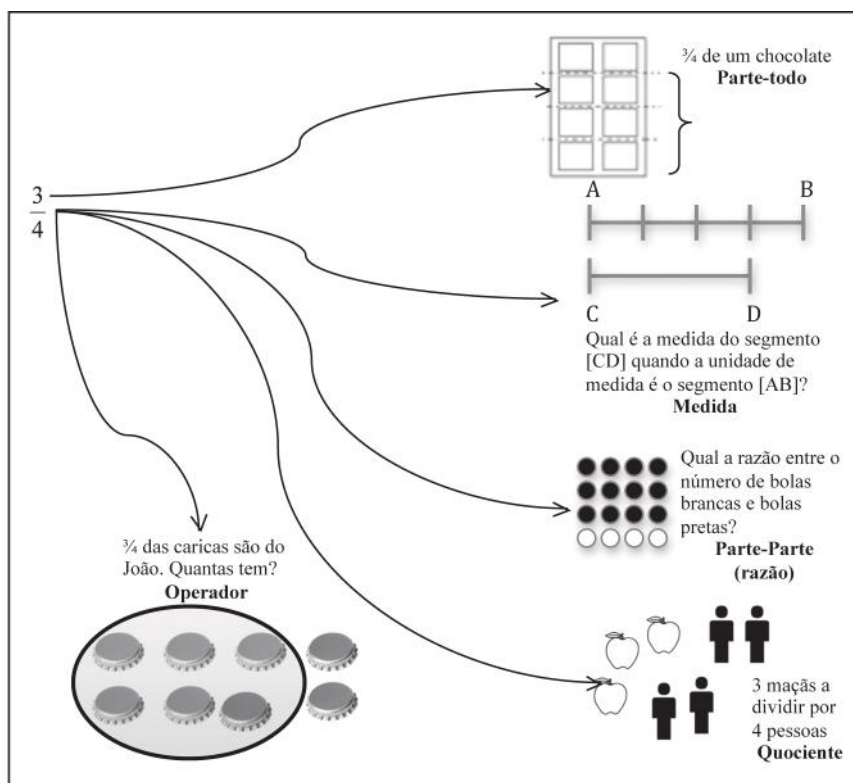 ¾ de um chocolate
Parte-todo
3
4
A B
C D
Qual é a medida do segmento
[CD] quando a unidade de
medida é o segmento [AB]?
Medida
Qual a razão entre o
número de bolas
brancas e bolas
pretas?
Parte-Parte
(razão)
¾ das caricas são do
João. Quantas tem?
Operador
3 maçãs a
dividir por
4 pessoas
Quociente